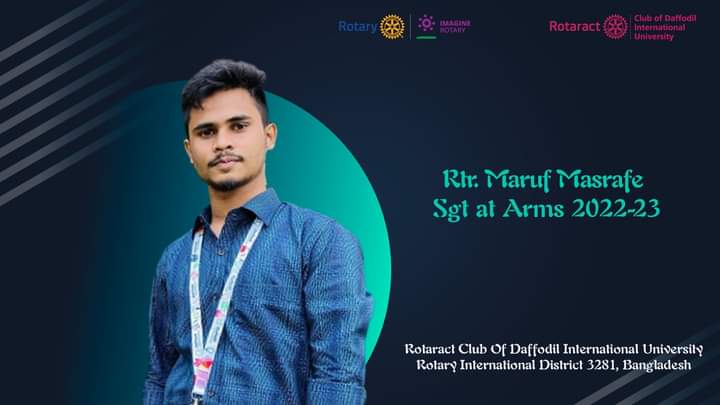 Rotary
IMAGINE
ROTARY
Rotaract
Club of Daffodil
International
University
Rtr. Maruf Masrafe
Sgt at Arms 2022-23
Rotaract Club Of Daffodil International University
Rotary International District 3281, Bangladesh